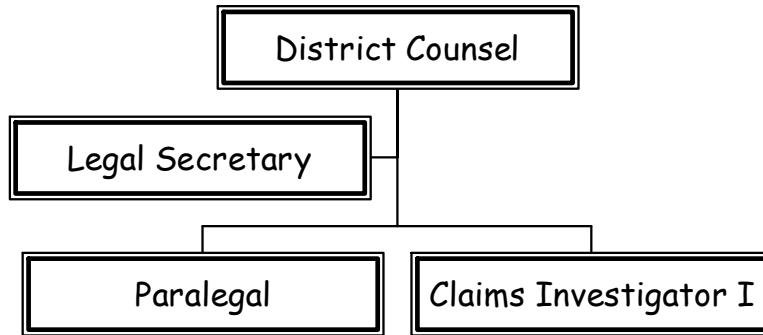 District Counsel
Legal Secretary
Paralegal
Claims Investigator I